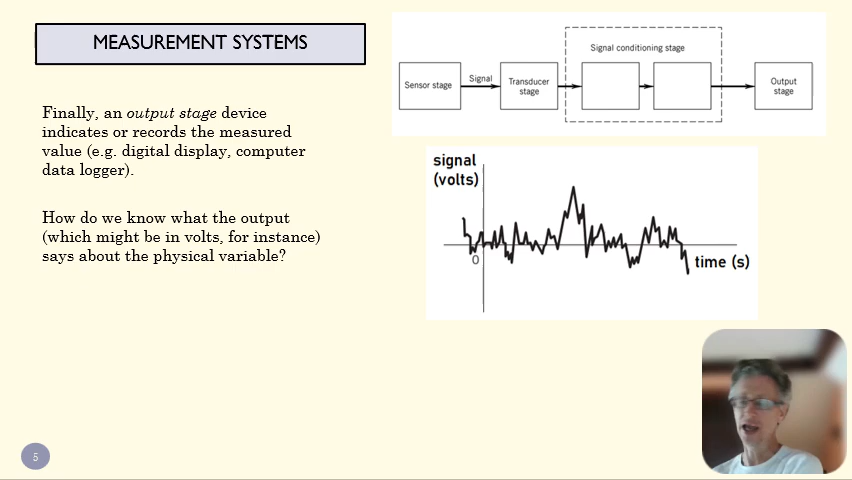 MEASUREMENT SYSTEMS
Finally, an output stage device
indicates or records the measured
value (e.g. digital display, computer
data logger).
How do we know what the output
(which might be in volts, for instance)
says about the physical variable?
Signal conditioning stage
Sensor stage
Signal
Transducer
stage
Output
stage
signal
(volts)
0
time (s)
5